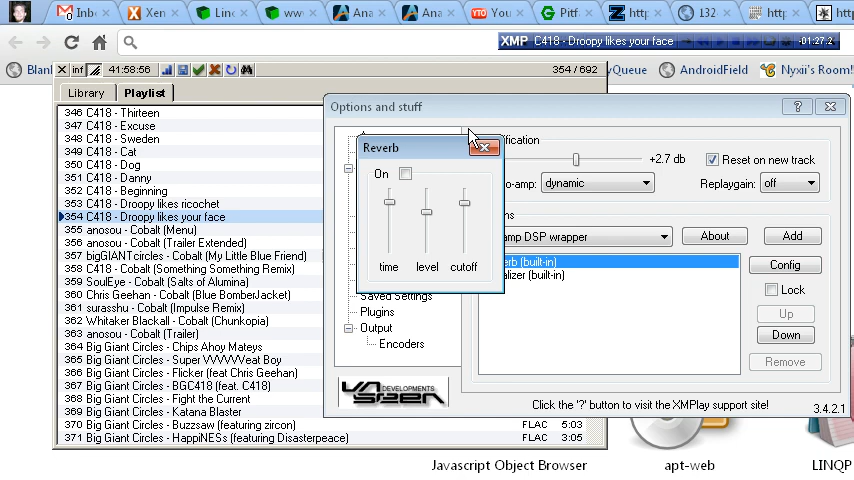 Inbo
Xen
Linc
www
Ana
Ana
You
Pitf
http
132-
http
htt
XMP C418 - Droopy likes your face -01:27.2
Blanl
yQueue
AndroidField
Nyxii's Room!
inf
41:58:56
354 / 692
Library
Playlist
346 C418 - Thirteen
347 C418 - Excuse
348 C418 - Sweden
349 C418 - Cat
350 C418 - Dog
351 C418 - Danny
352 C418 - Beginning
353 C418 - Droopy likes ricochet
354 C418 - Droopy likes your face
355 anosou - Cobalt (Menu)
356 anosou - Cobalt (Trailer Extended)
357 bigGIANTcircles - Cobalt (My Little Blue Friend)
358 C418 - Cobalt (Something Something Remix)
359 SoulEye - Cobalt (Salts of Alumina)
360 Chris Geehan - Cobalt (Blue BomberJacket)
361 surasshu - Cobalt (Impulse Remix)
362 Whitaker Blackall - Cobalt (Chunkopia)
363 anosou - Cobalt (Trailer)
364 Big Giant Circles - Chips Ahoy Mateys
365 Big Giant Circles - Super VVVVVVeat Boy
366 Big Giant Circles - Flicker (feat Chris Geehan)
367 Big Giant Circles - BGC418 (feat. C418)
368 Big Giant Circles - Fight the Current
369 Big Giant Circles - Katana Blaster
370 Big Giant Circles - Buzzsaw (featuring zircon) FLAC 5:03
371 Big Giant Circles - HappiNESs (featuring Disasterpeace) FLAC 3:05
Options and stuff
?
Reverb
On
time level cutoff
fication
+2.7 db
Reset on new track
o-amp:
dynamic
Replaygain:
off
ns
amp DSP wrapper
About
Add
erb (built-in)
alizer (built-in)
Config
Lock
Up
Down
Remove
Saved Settings
Plugins
Output
Encoders
UN4SEEN
DEVELOPMENTS
Click the '?' button to visit the XMPlay support site!
3.4.2.1
Javascript Object Browser
apt-web
LINQP